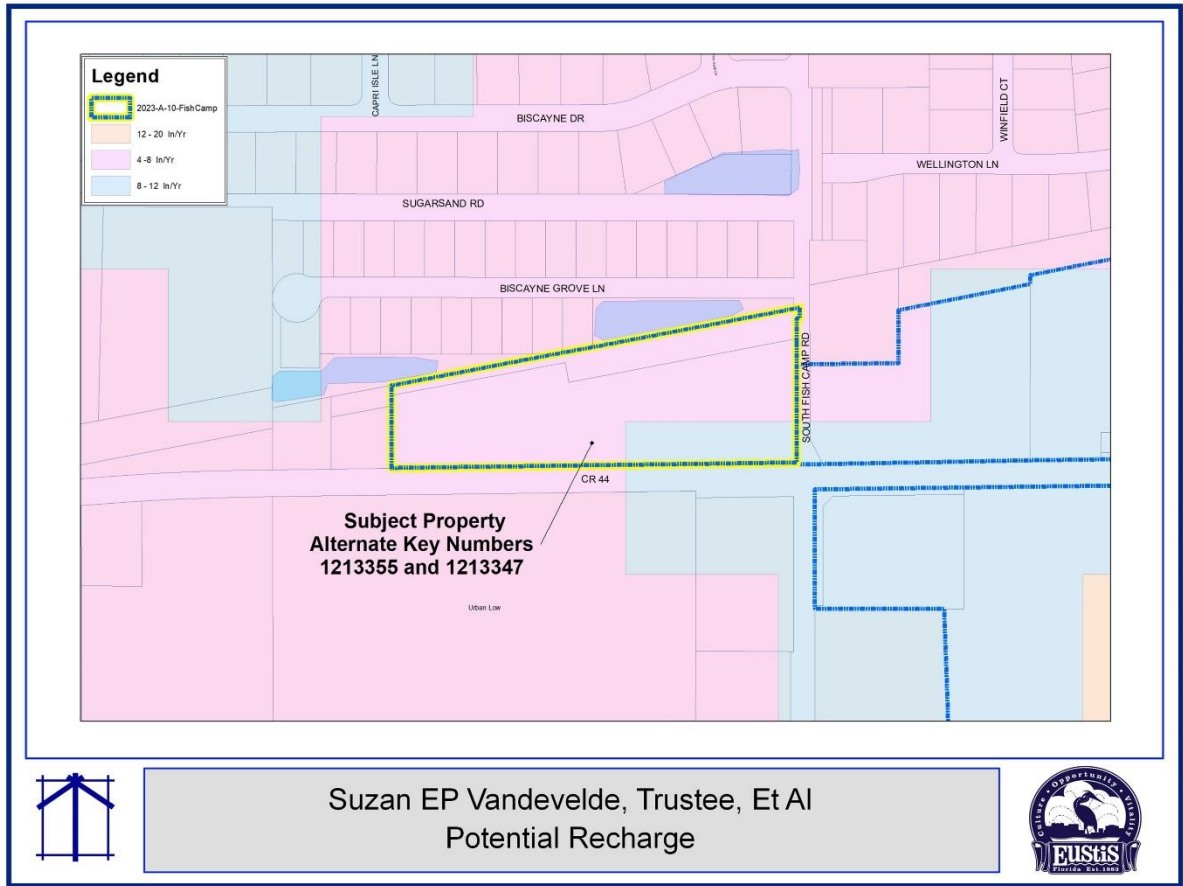 Legend
2023-A-10-FishCamp
12 - 20 In/Yr
4 -8 In/Yr
8 - 12 In/Yr
CAPRI ISLE LN
BISCAYNE DR
WINFIELD CT
WELLINGTON LN
SUGARSAND RD
BISCAYNE GROVE LN
SOUTH FISH CAMP RD
CR 44
Subject Property
Alternate Key Numbers
1213355 and 1213347
Urban Low
Suzan EP Vandevelde, Trustee, Et Al
Potential Recharge
Culture • Opportunity • Vitality
EUSTIS
Florida Est. 1883